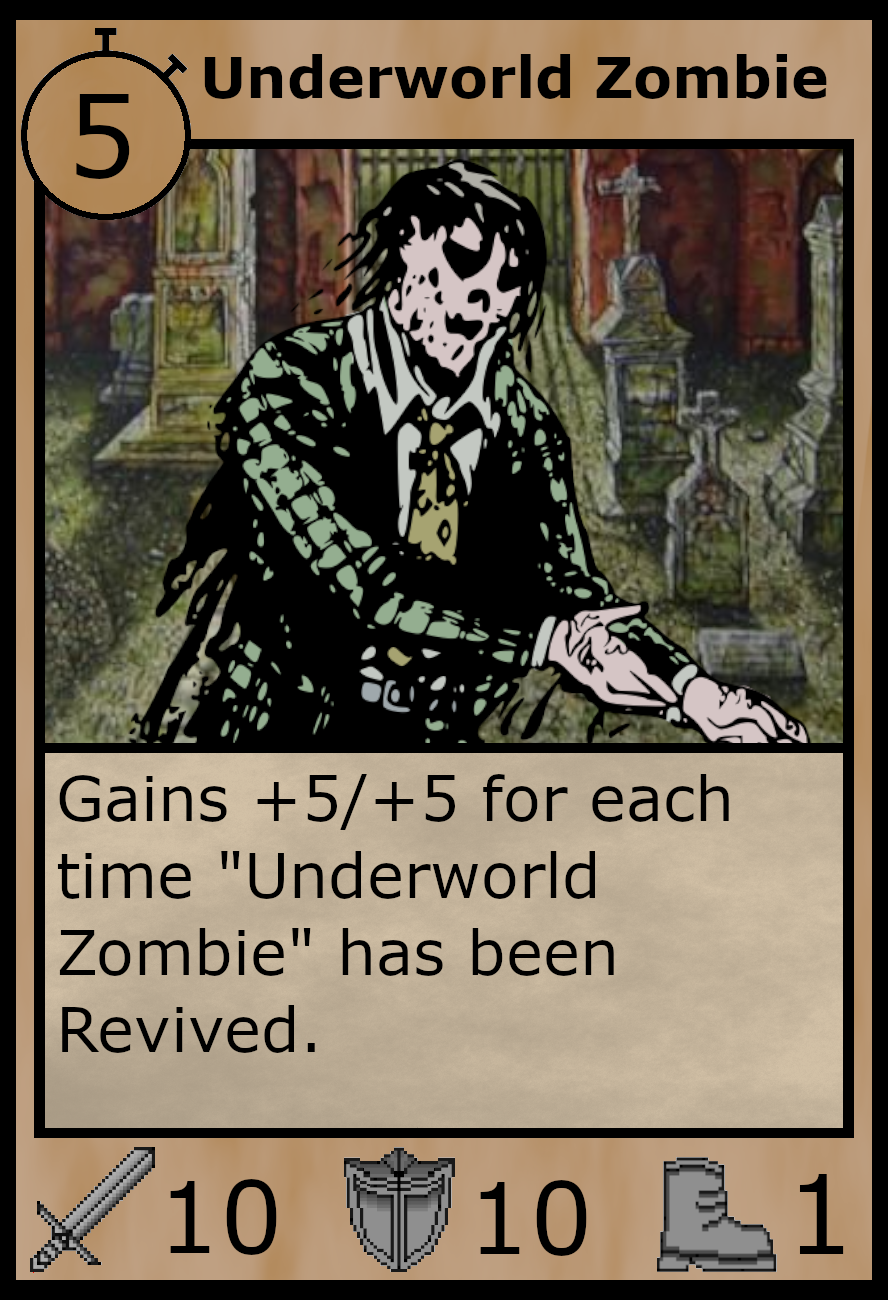 Underworld Zombie
5
Gains +5/+5 for each
time "Underworld
Zombie" has been
Revived.
10 10 1